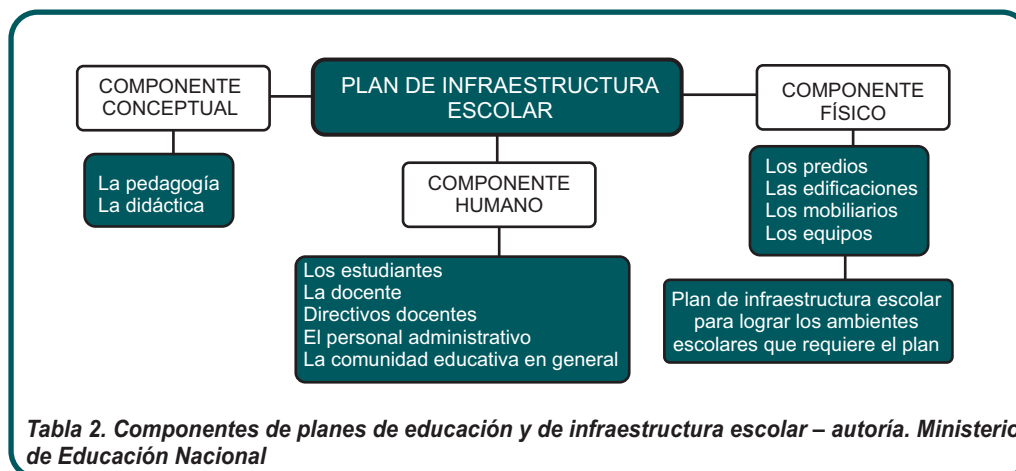 PLAN DE INFRAESTRUCTURA
ESCOLAR
COMPONENTE
CONCEPTUAL
La pedagogía
La didáctica
COMPONENTE
HUMANO
Los estudiantes
La docente
Directivos docentes
El personal administrativo
La comunidad educativa en general
COMPONENTE
FÍSICO
Los predios
Las edificaciones
Los mobiliarios
Los equipos
Plan de infraestructura escolar
para lograr los ambientes
escolares que requiere el plan
Tabla 2. Componentes de planes de educación y de infraestructura escolar – autoría. Ministerio
de Educación Nacional